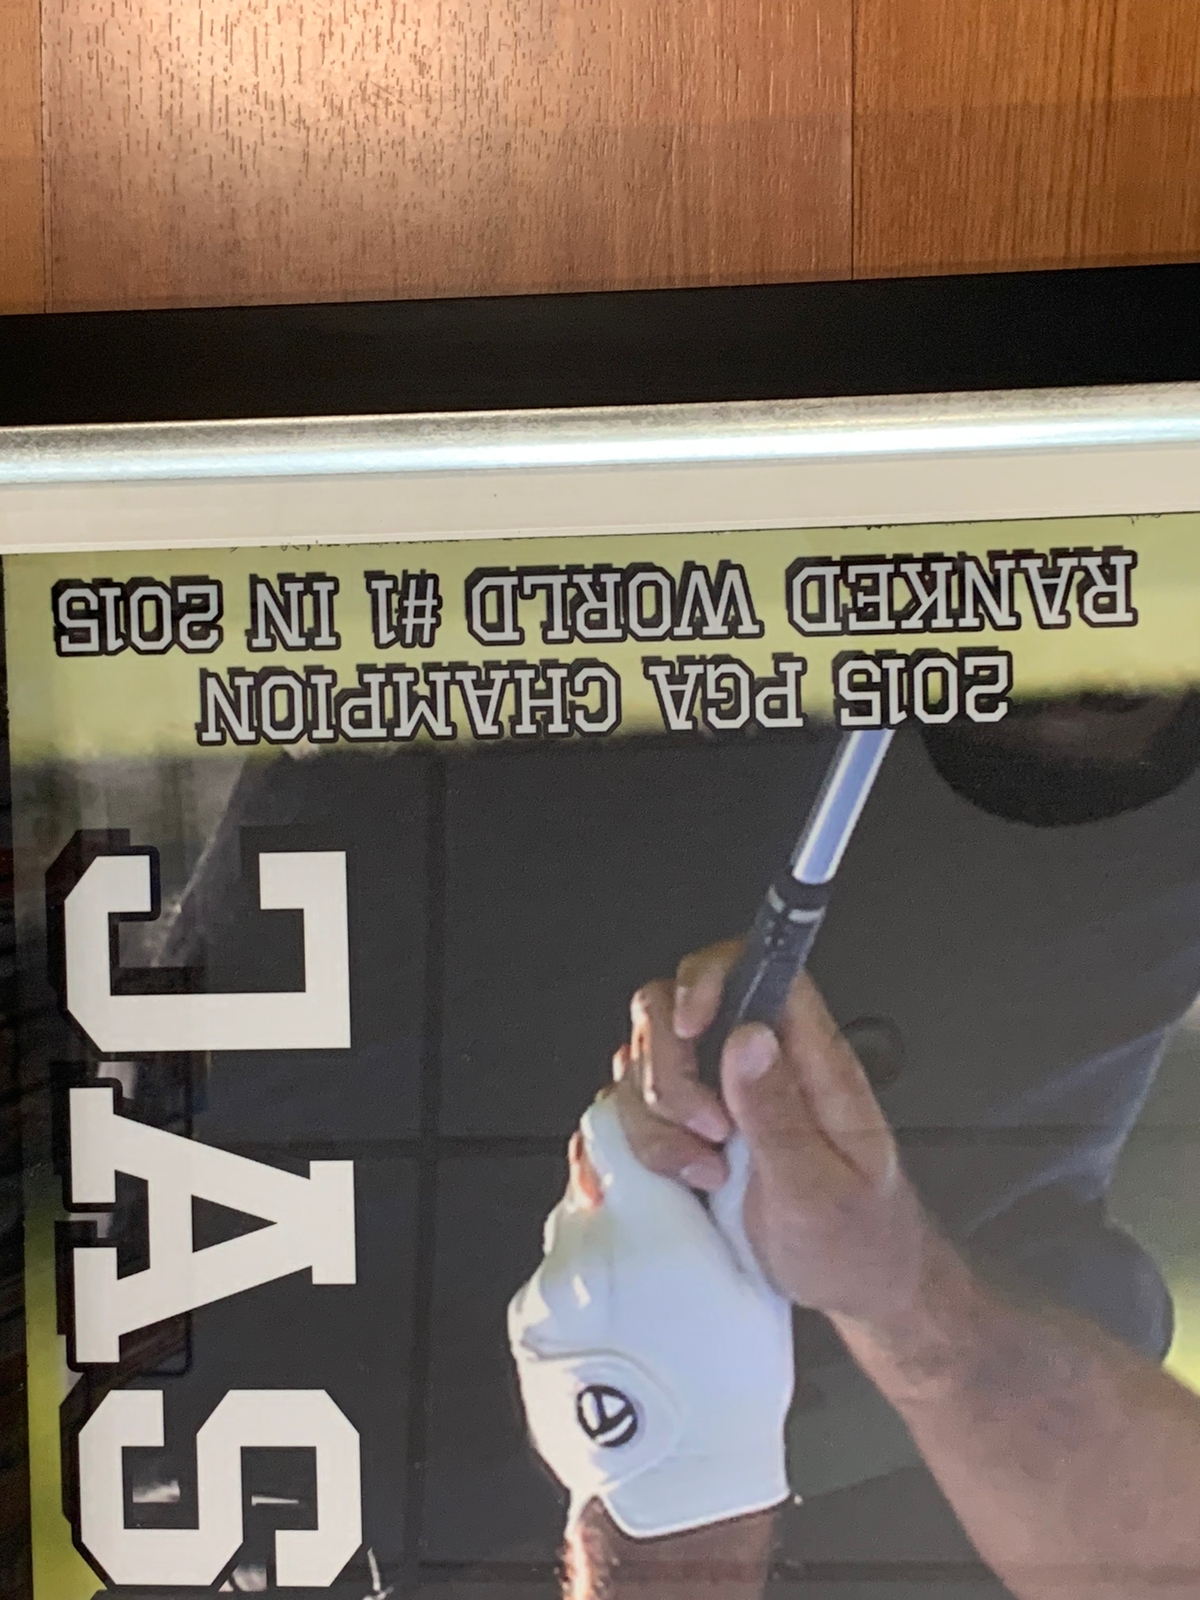 JAS
2015 PGA CHAMPION
RANKED WORLD #1 IN 2015